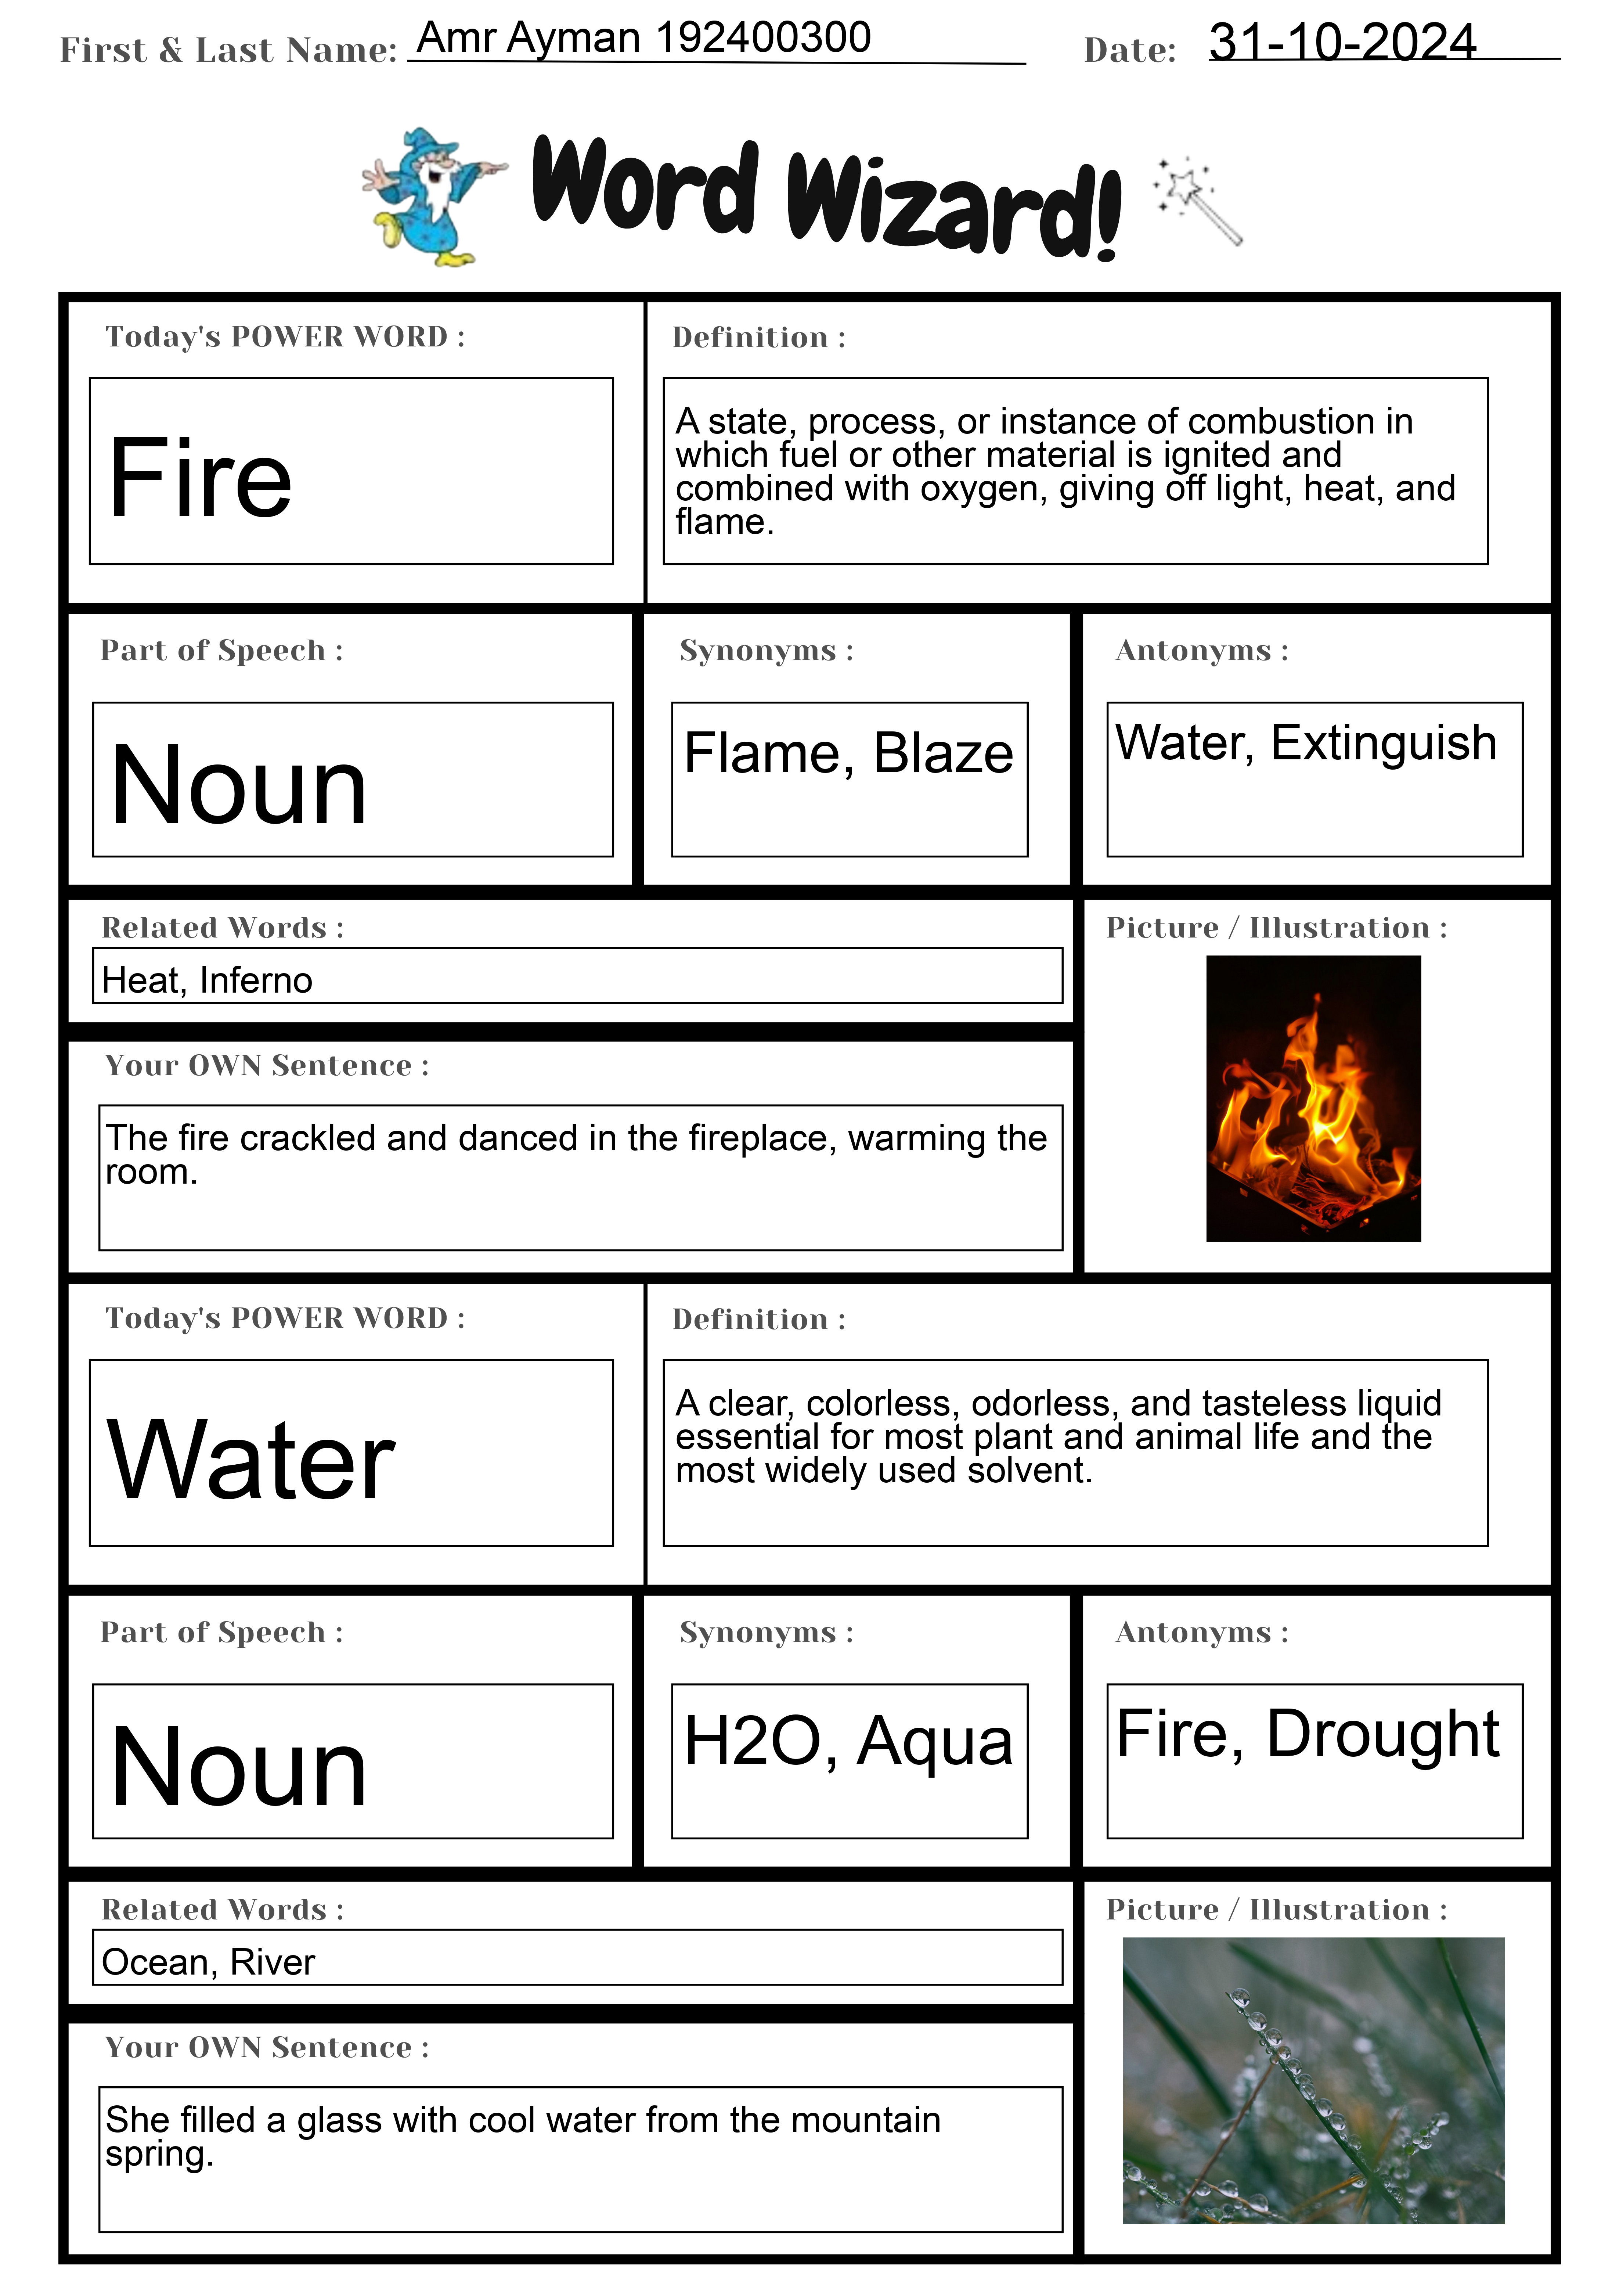 First & Last Name: Amr Ayman 192400300 Date: 31-10-2024
Word Wizard!
Today's POWER WORD :
Fire
Definition :
A state, process, or instance of combustion in
which fuel or other material is ignited and
combined with oxygen, giving off light, heat, and
flame.
Part of Speech :
Noun
Synonyms :
Flame, Blaze
Antonyms :
Water, Extinguish
Related Words :
Heat, Inferno
Picture / Illustration :
Your OWN Sentence :
The fire crackled and danced in the fireplace, warming the
room.
Today's POWER WORD :
Water
Definition :
A clear, colorless, odorless, and tasteless liquid
essential for most plant and animal life and the
most widely used solvent.
Part of Speech :
Noun
Synonyms :
H2O, Aqua
Antonyms :
Fire, Drought
Related Words :
Ocean, River
Picture / Illustration :
Your OWN Sentence :
She filled a glass with cool water from the mountain
spring.